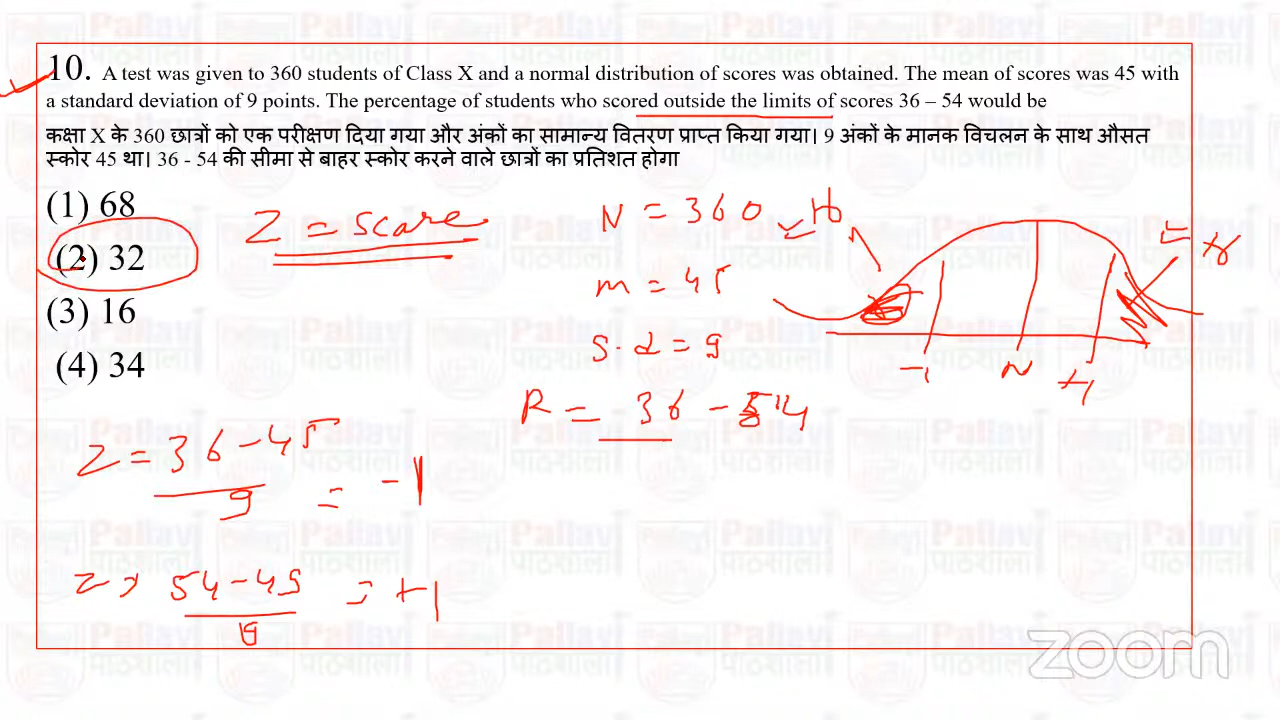 10. A test was given to 360 students of Class X and a normal distribution of scores was obtained. The mean of scores was 45 with
a standard deviation of 9 points. The percentage of students who scored outside the limits of scores 36 – 54 would be
कक्षा X के 360 छात्रों को एक परीक्षण दिया गया और अंकों का सामान्य वितरण प्राप्त किया गया। 9 अंकों के मानक विचलन के साथ औसत
स्कोर 45 था। 36 - 54 की सीमा से बाहर स्कोर करने वाले छात्रों का प्रतिशत होगा
(1) 68
(2) 32
(3) 16
(4) 34
Z = Scare
N = 360
m = 45
S.d = 9
R = 36 - 54
-1
+1
Z = 36 - 45
9
= -1
54 - 45
9
= +1
Pallavi
पाठशाला
zoom